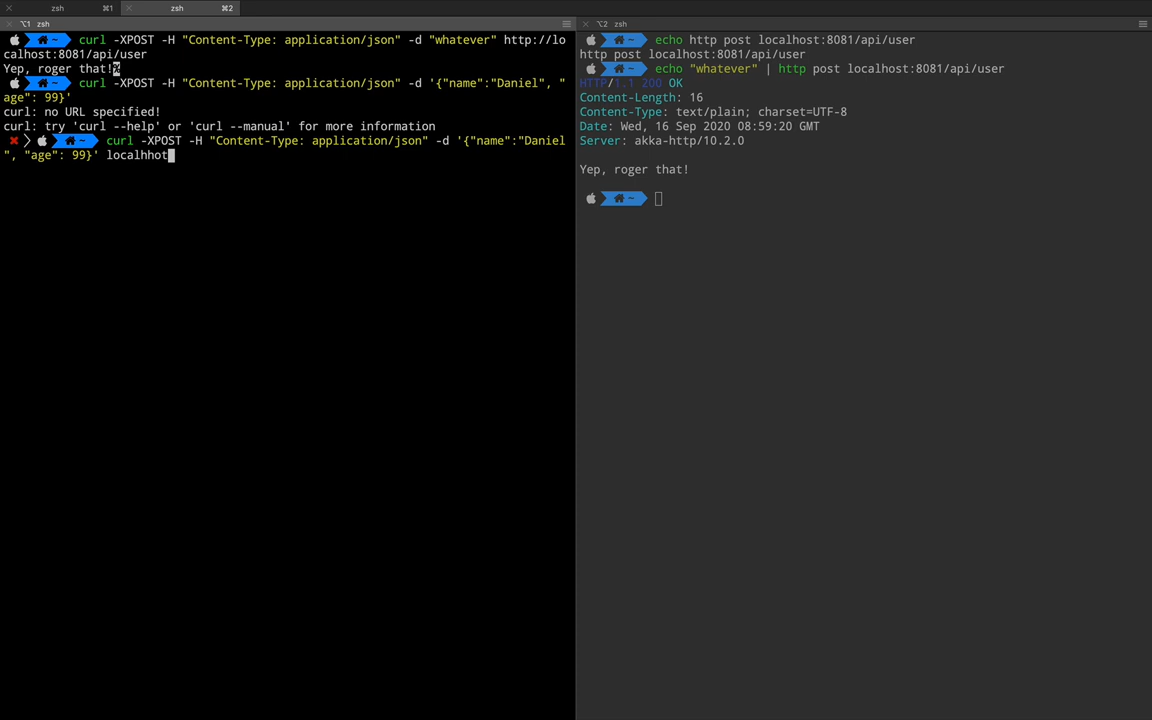 zsh ⌘1 zsh ⌘2
⌥1 zsh
~ curl -XPOST -H "Content-Type: application/json" -d "whatever" http://lo
calhost:8081/api/user
Yep, roger that!%
~ curl -XPOST -H "Content-Type: application/json" -d '{"name":"Daniel", "
age": 99}'
curl: no URL specified!
curl: try 'curl --help' or 'curl --manual' for more information
~ curl -XPOST -H "Content-Type: application/json" -d '{"name":"Daniel
", "age": 99}' localhhot
⌥2 zsh
~ echo http post localhost:8081/api/user
http post localhost:8081/api/user
~ echo "whatever" | http post localhost:8081/api/user
HTTP/1.1 200 OK
Content-Length: 16
Content-Type: text/plain; charset=UTF-8
Date: Wed, 16 Sep 2020 08:59:20 GMT
Server: akka-http/10.2.0
Yep, roger that!
~